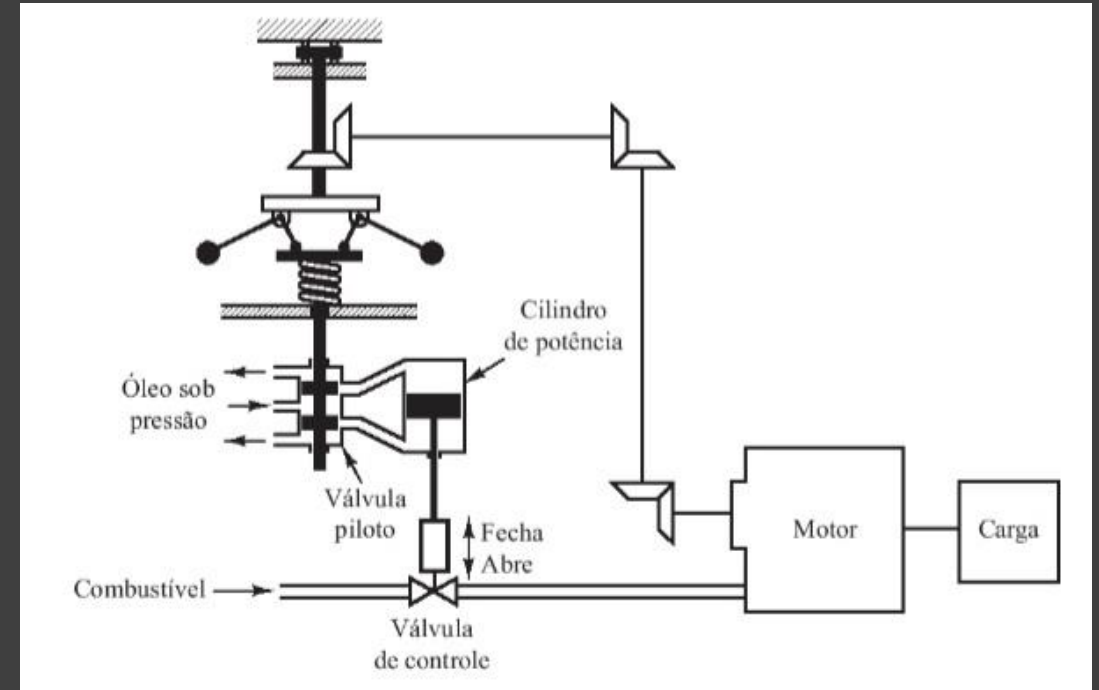 Cilindro
de potência
Óleo sob
pressão
Válvula
piloto
Fecha
Abre
Motor
Carga
Combustível
Válvula
de controle